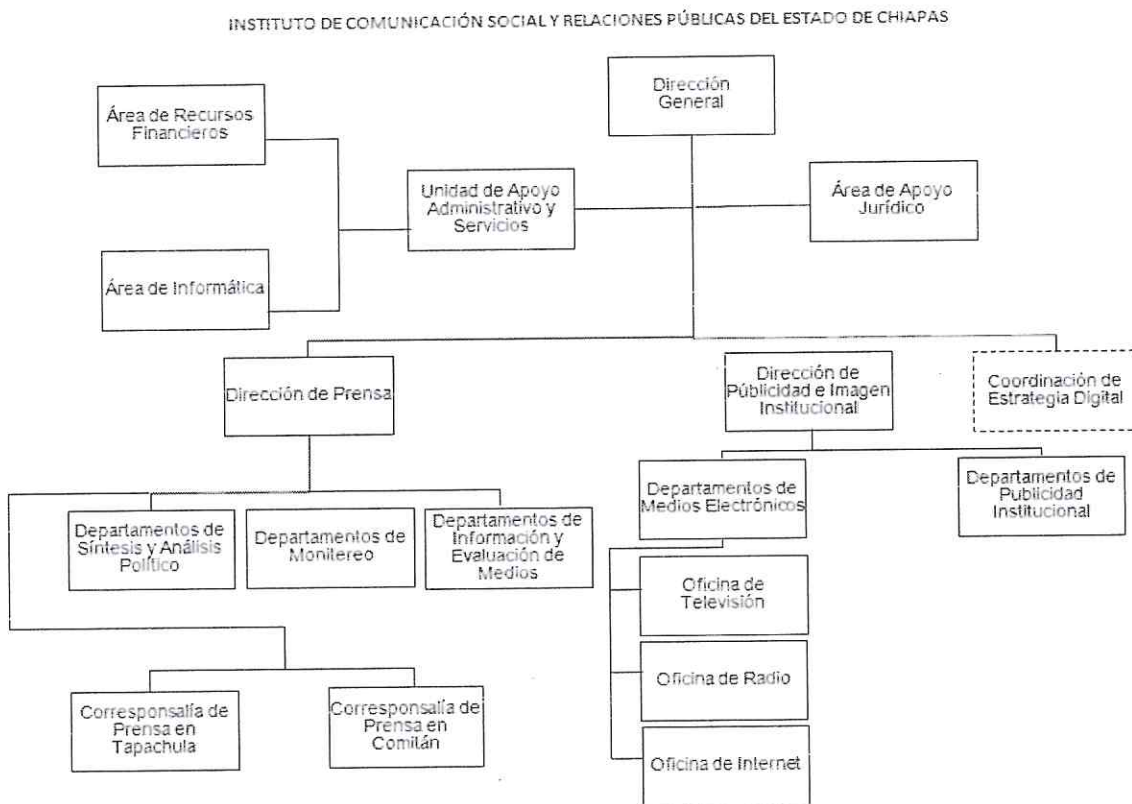 INSTITUTO DE COMUNICACIÓN SOCIAL Y RELACIONES PÚBLICAS DEL ESTADO DE CHIAPAS
Dirección
General
Área de Recursos
Financieros
Unidad de Apoyo
Administrativo y
Servicios
Área de Apoyo
Jurídico
Área de Informática
Dirección de Prensa
Dirección de
Públicidad e Imagen
Institucional
Coordinación de
Estrategia Digital
Departamentos de
Síntesis y Análisis
Político
Departamentos de
Monitereo
Departamentos de
Información y
Evaluación de
Medios
Departamentos de
Medios Electrónicos
Departamentos de
Publicidad
Institucional
Oficina de
Televisión
Oficina de Radio
Oficina de Internet
Corresponsalía de
Prensa en
Tapachula
Corresponsalía de
Prensa en
Comitán